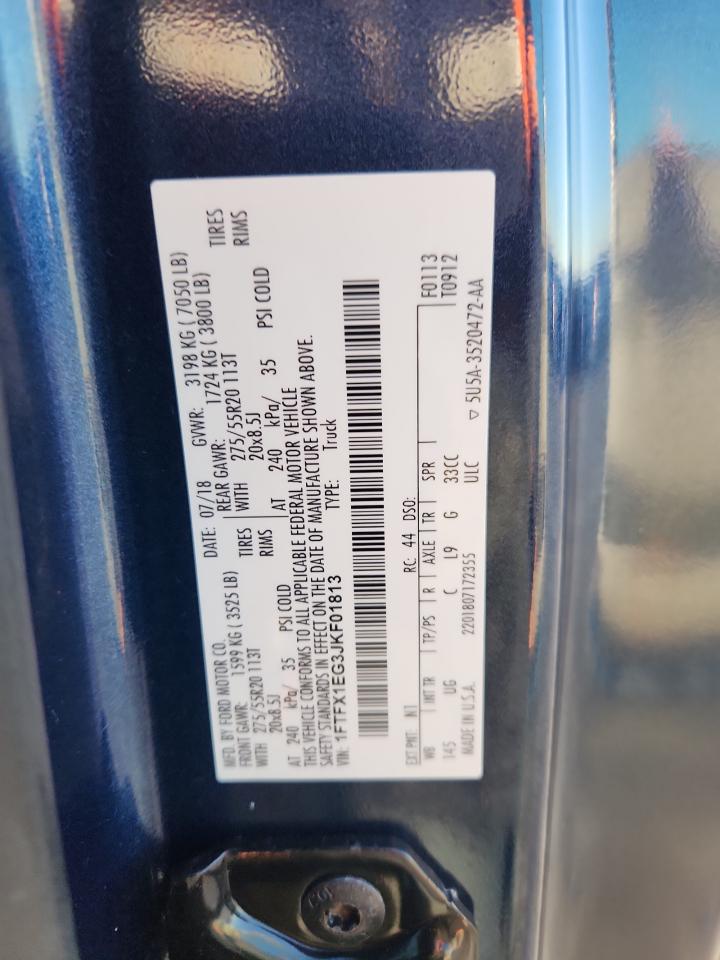 MFD. BY FORD MOTOR CO. DATE: 07/18 GVWR: 3198 KG ( 7050 LB)
FRONT GAWR: 1599 KG ( 3525 LB) REAR GAWR: 1724 KG ( 3800 LB)
WITH 275/55R20 113T TIRES WITH 275/55R20 113T TIRES
20x8.5J RIMS 20x8.5J RIMS
AT 240 kPa/ 35 PSI COLD AT 240 kPa/ 35 PSI COLD
THIS VEHICLE CONFORMS TO ALL APPLICABLE FEDERAL MOTOR VEHICLE
SAFETY STANDARDS IN EFFECT ON THE DATE OF MANUFACTURE SHOWN ABOVE.
VIN: 1FTFX1EG3JKF01813 TYPE: Truck
EXT PNT: N1 RC: 44 DSO: F0113
WB INT TR TP/PS R AXLE TR SPR T0912
145 UG C L9 G 33CC
MADE IN U.S.A. 2201807172355 ULC ▽ 5U5A-3520472-AA